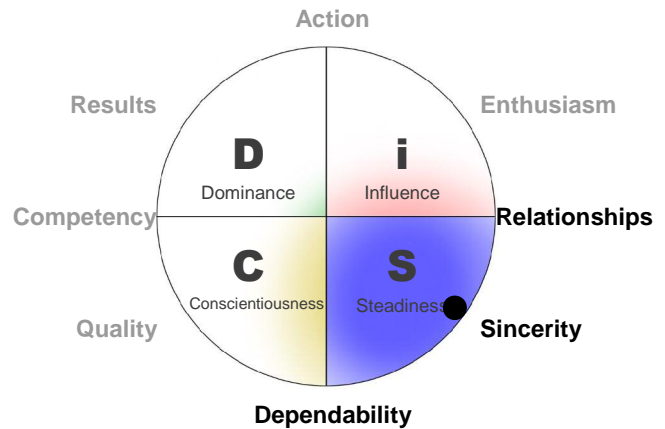 Action
Results
Enthusiasm
D
i
Dominance
Influence
Competency
Relationships
C
S
Conscientiousness
Steadiness
Quality
Sincerity
Dependability